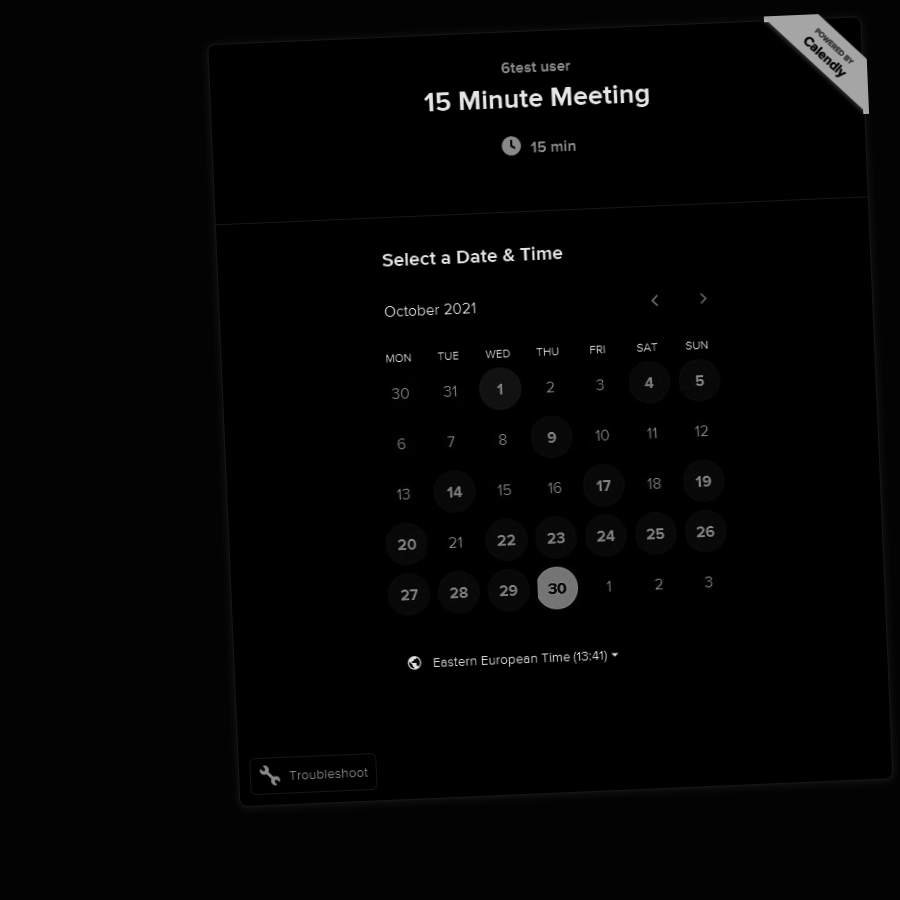 POWERED BY
Calendly
6test user
15 Minute Meeting
15 min
Select a Date & Time
October 2021
MON TUE WED THU FRI SAT SUN
30 31 1 2 3 4 5
6 7 8 9 10 11 12
13 14 15 16 17 18 19
20 21 22 23 24 25 26
27 28 29 30 1 2 3
Eastern European Time (13:41)
Troubleshoot